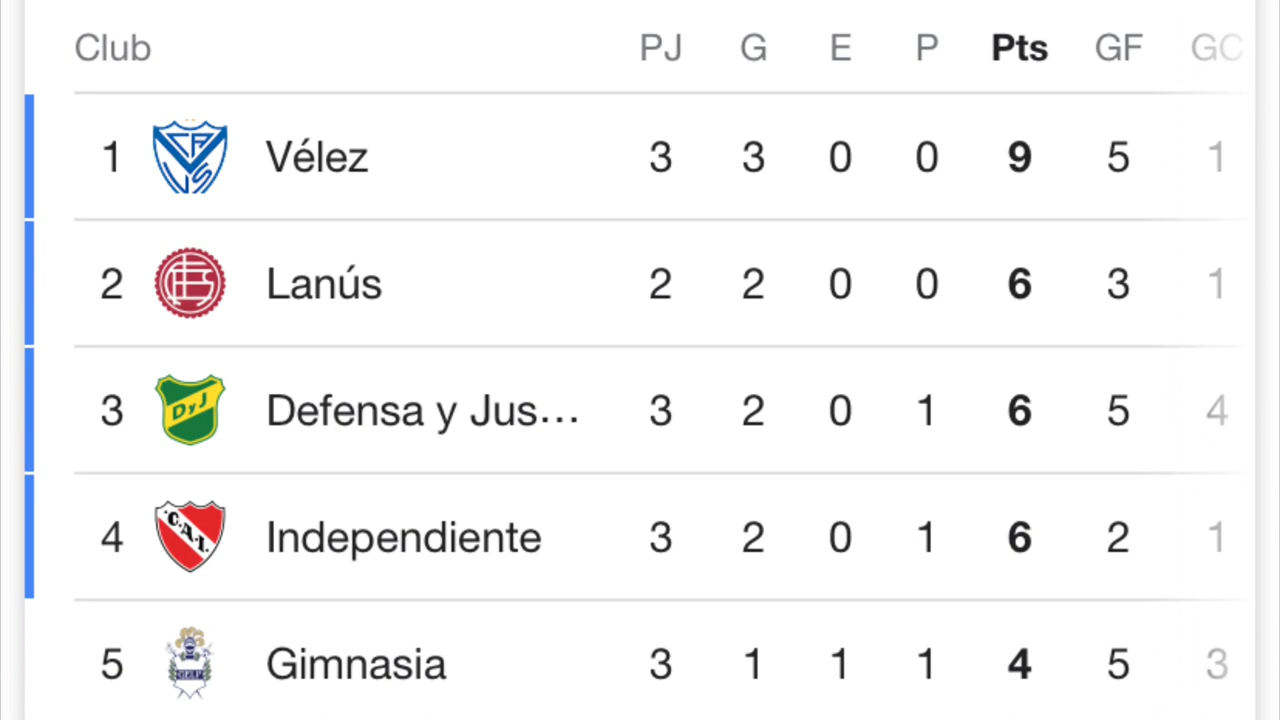 Club PJ G E P Pts GF GC
1 Vélez 3 3 0 0 9 5 1
2 Lanús 2 2 0 0 6 3 1
3 DyJ Defensa y Jus... 3 2 0 1 6 5 4
4 C.A.I. Independiente 3 2 0 1 6 2 1
5 GELP Gimnasia 3 1 1 1 4 5 3